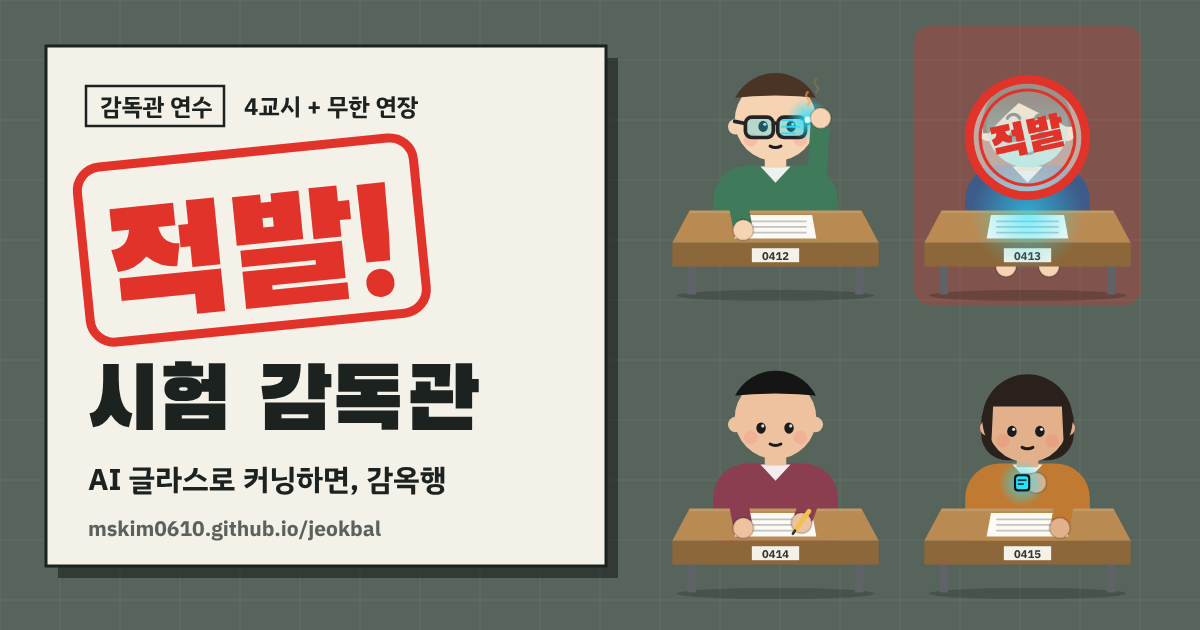 감독관 연수 4교시 + 무한 연장
적발!
시험 감독관
AI 글라스로 커닝하면, 감옥행
mskim0610.github.io/jeokbal
적발
0412
0413
0414
0415